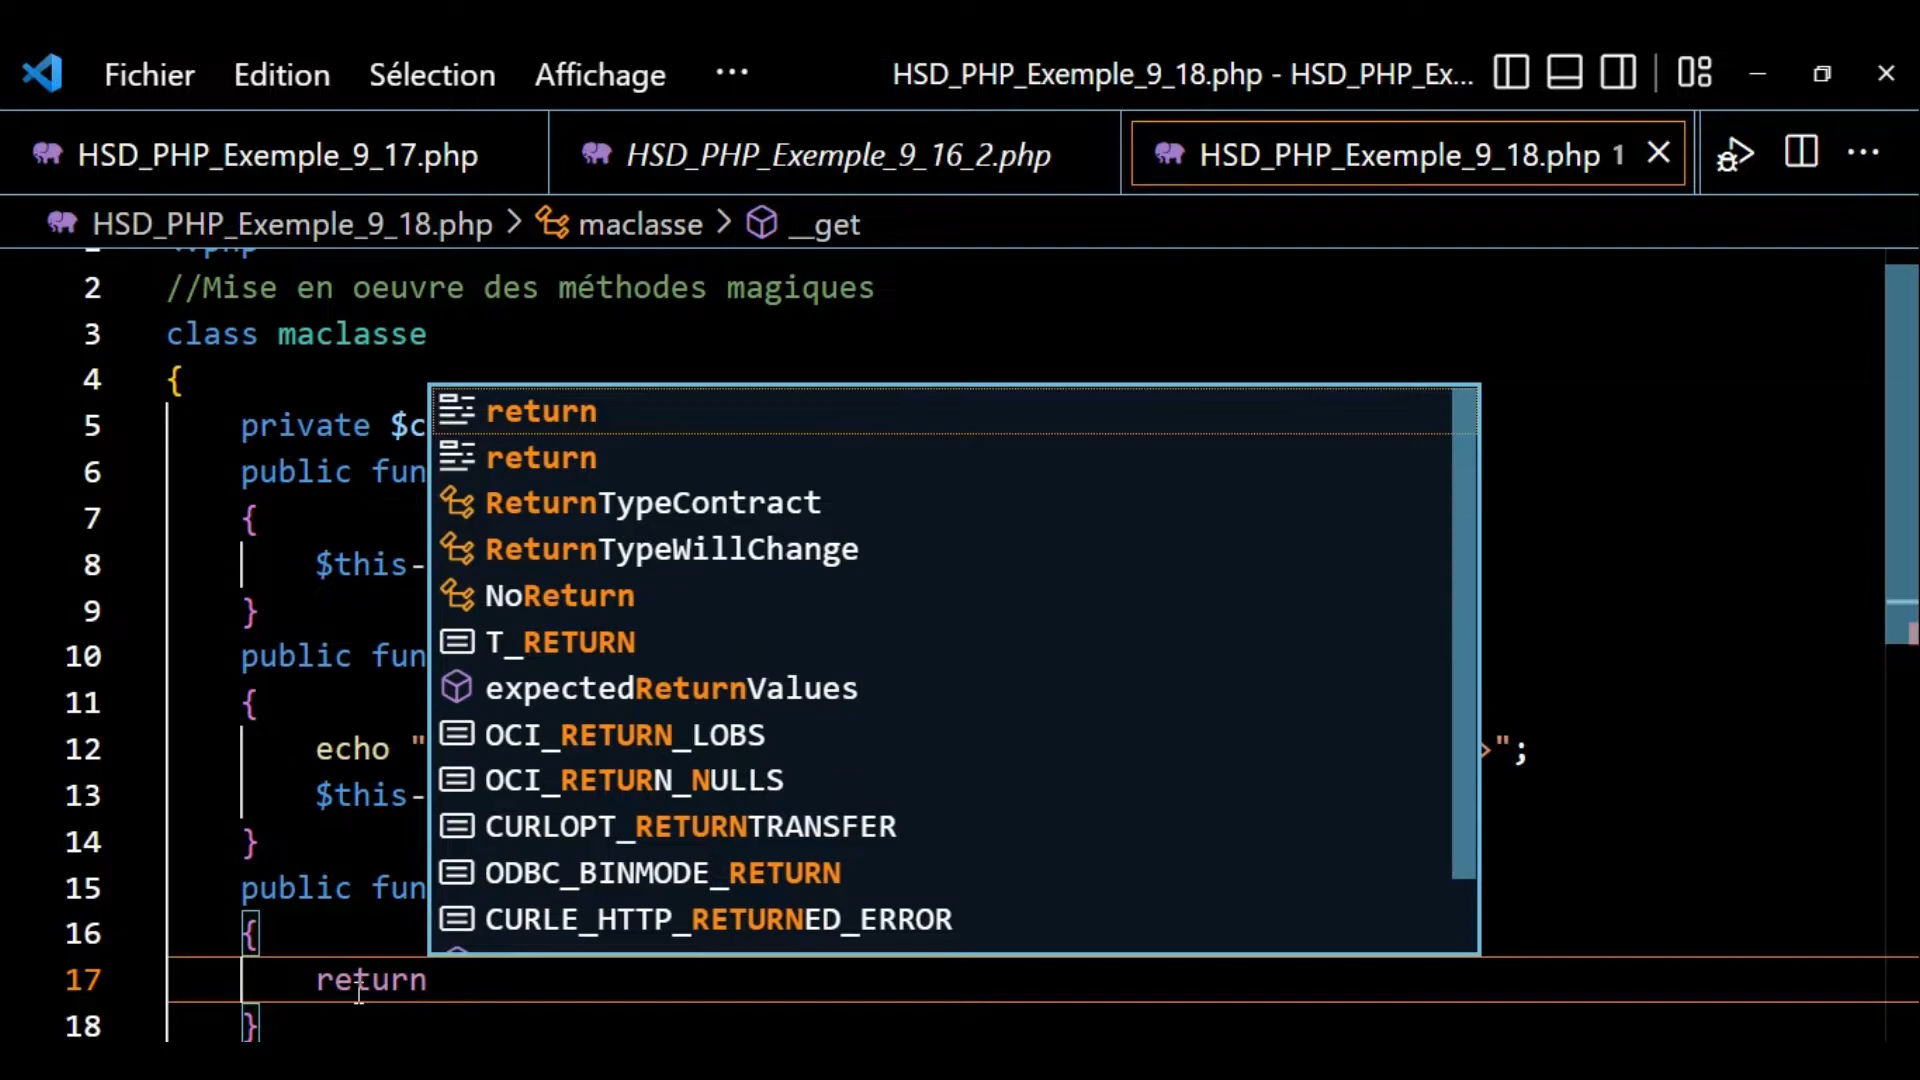 Fichier Edition Sélection Affichage ··· HSD_PHP_Exemple_9_18.php - HSD_PHP_Ex...
HSD_PHP_Exemple_9_17.php HSD_PHP_Exemple_9_16_2.php HSD_PHP_Exemple_9_18.php 1
HSD_PHP_Exemple_9_18.php > maclasse > __get
2 //Mise en oeuvre des méthodes magiques
3 class maclasse
4 {
5 private $c
6 public fun
7 {
8 $this-
9 }
10 public fun
11 {
12 echo " >";
13 $this-
14 }
15 public fun
16 {
17 return
18 }
return
return
ReturnTypeContract
ReturnTypeWillChange
NoReturn
T_RETURN
expectedReturnValues
OCI_RETURN_LOBS
OCI_RETURN_NULLS
CURLOPT_RETURNTRANSFER
ODBC_BINMODE_RETURN
CURLE_HTTP_RETURNED_ERROR